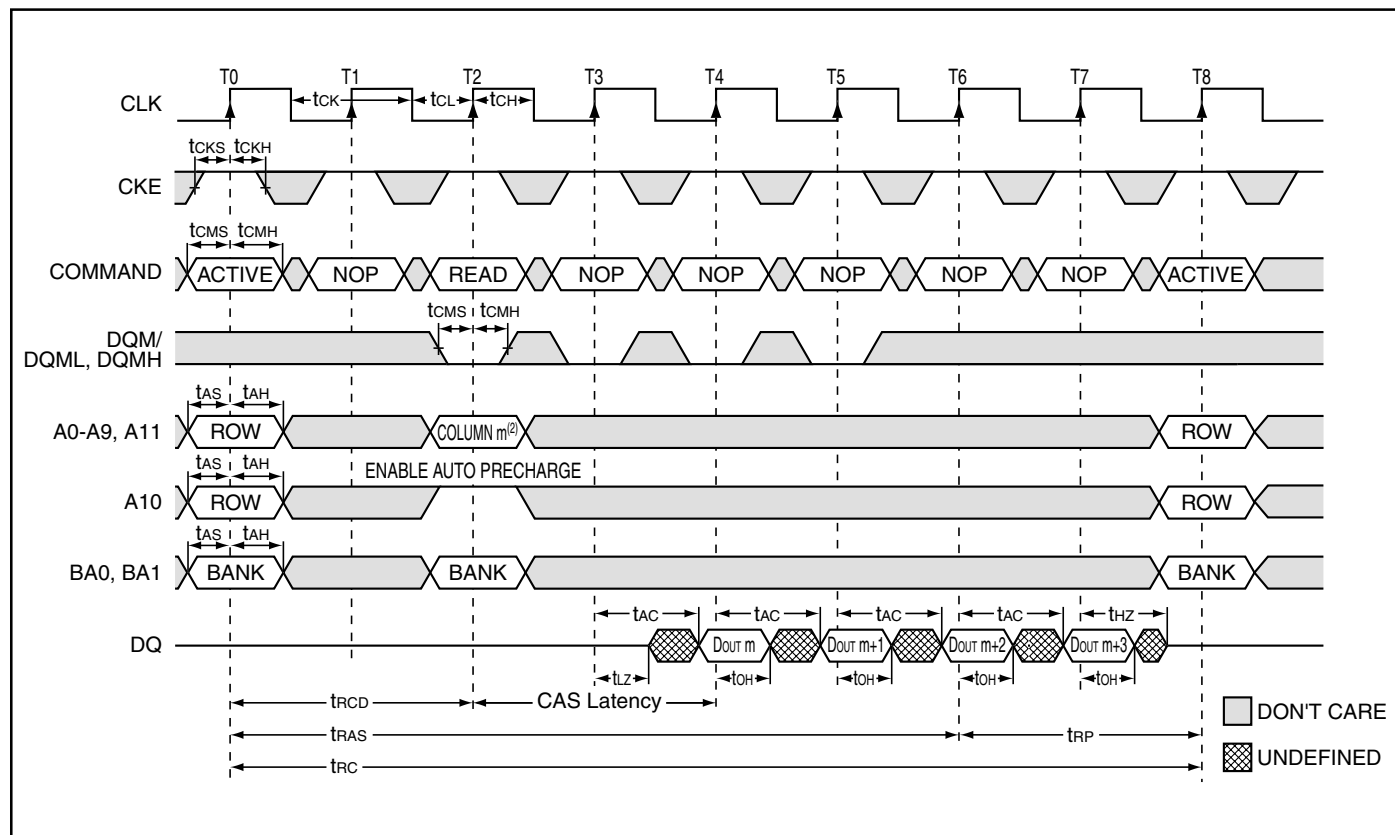 T0 T1 T2 T3 T4 T5 T6 T7 T8
CLK
tCK tCL tCH
tCKS tCKH
CKE
tCMS tCMH
COMMAND ACTIVE NOP READ NOP NOP NOP NOP NOP ACTIVE
tCMS tCMH
DQM/
DQML, DQMH
tAS tAH
A0-A9, A11 ROW COLUMN m(2) ROW
tAS tAH ENABLE AUTO PRECHARGE
A10 ROW ROW
tAS tAH
BA0, BA1 BANK BANK BANK
tAC tAC tAC tAC tHZ
DQ DOUT m DOUT m+1 DOUT m+2 DOUT m+3
tLZ tOH tOH tOH tOH
tRCD CAS Latency
DON'T CARE
tRAS tRP
UNDEFINED
tRC